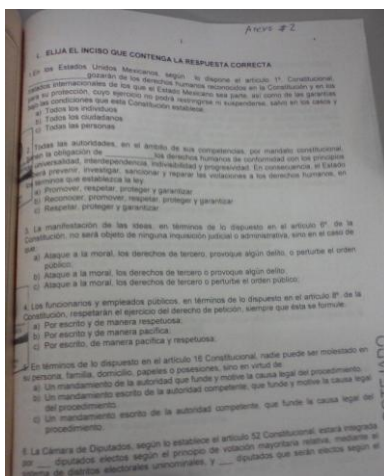 Anexo #2
I. ELIJA EL INCISO QUE CONTENGA LA RESPUESTA CORRECTA
1. En los Estados Unidos Mexicanos, según lo dispone el artículo 1º. Constitucional,
gozarán de los derechos humanos reconocidos en la Constitución y en los
tratados internacionales de los que el Estado Mexicano sea parte, así como de las garantías
para su protección, cuyo ejercicio no podrá restringirse ni suspenderse, salvo en los casos y
bajo las condiciones que esta Constitución establece.
a) Todos los individuos
b) Todos los ciudadanos
c) Todas las personas
2. Todas las autoridades, en el ámbito de sus competencias, por mandato constitucional,
tienen la obligación de ____ los derechos humanos de conformidad con los principios
universalidad, interdependencia, indivisibilidad y progresividad. En consecuencia, el Estado
deberá prevenir, investigar, sancionar y reparar las violaciones a los derechos humanos, en
los términos que establezca la ley.
a) Promover, respetar, proteger y garantizar
b) Reconocer, promover, respetar, proteger y garantizar
c) Respetar, proteger y garantizar
3. La manifestación de las ideas, en términos de lo dispuesto en el artículo 6º. de la
Constitución, no será objeto de ninguna inquisición judicial o administrativa, sino en el caso de
que:
a) Ataque a la moral, los derechos de tercero, provoque algún delito, o perturbe el orden
público;
b) Ataque a la moral, los derechos de tercero o provoque algún delito
c) Ataque a la moral, los derechos de tercero o perturbe el orden público;
4. Los funcionarios y empleados públicos, en términos de lo dispuesto en el artículo 8º. de la
Constitución, respetarán el ejercicio del derecho de petición, siempre que ésta se formule:
a) Por escrito y de manera respetuosa;
b) Por escrito y de manera pacífica;
c) Por escrito, de manera pacífica y respetuosa;
5. En términos de lo dispuesto en el artículo 16 Constitucional, nadie puede ser molestado en
su persona, familia, domicilio, papeles o posesiones, sino en virtud de:
a) Un mandamiento de la autoridad que funde y motive la causa legal del procedimiento.
b) Un mandamiento escrito de la autoridad competente, que funde y motive la causa legal
del procedimiento.
c) Un mandamiento, escrito de la autoridad competente, que funde la causa legal del
procedimiento.
6. La Cámara de Diputados, según lo establece el artículo 52 Constitucional, estará integrada
por ____ diputados electos según el principio de votación mayoritaria relativa, mediante el
sistema de distritos electorales uninominales, y ____ diputados que serán electos según el